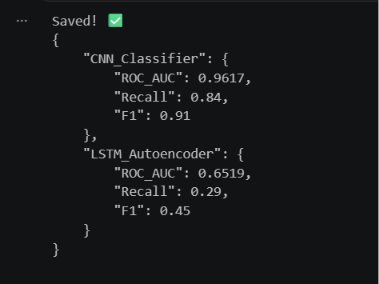 ... Saved! ✅
{
    "CNN_Classifier": {
        "ROC_AUC": 0.9617,
        "Recall": 0.84,
        "F1": 0.91
    },
    "LSTM_Autoencoder": {
        "ROC_AUC": 0.6519,
        "Recall": 0.29,
        "F1": 0.45
    }
}